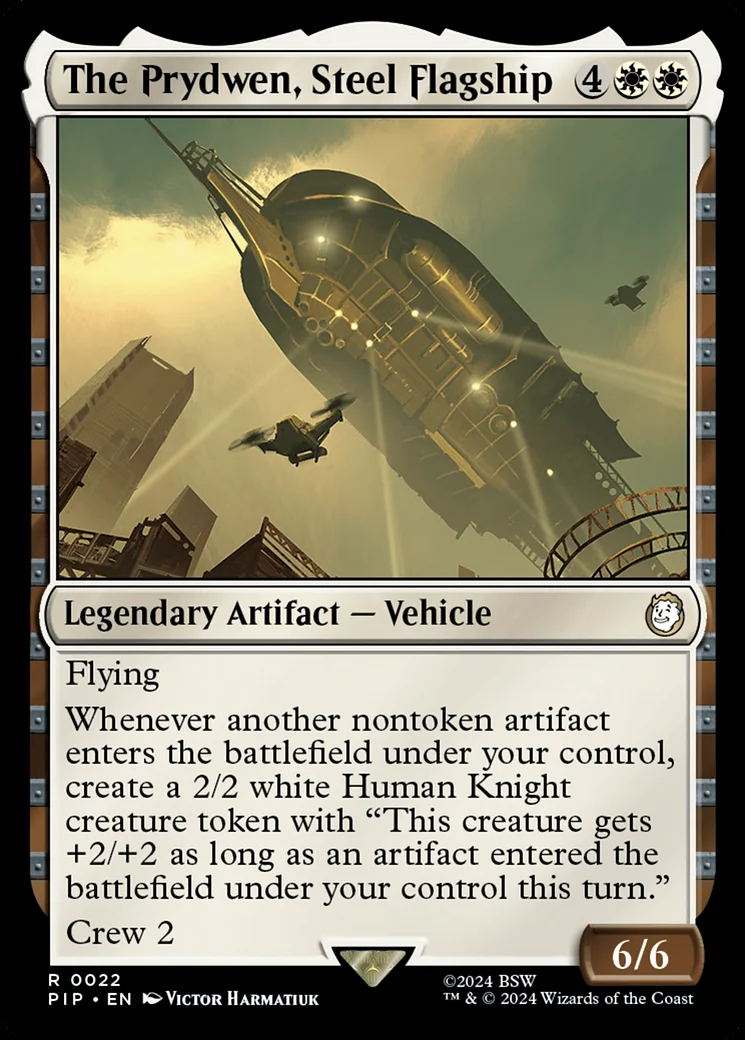 The Prydwen, Steel Flagship 4
Legendary Artifact — Vehicle
Flying
Whenever another nontoken artifact
enters the battlefield under your control,
create a 2/2 white Human Knight
creature token with “This creature gets
+2/+2 as long as an artifact entered the
battlefield under your control this turn.”
Crew 2
6/6
R 0022
PIP • EN Victor Harmatiuk
©2024 BSW
™ & © 2024 Wizards of the Coast